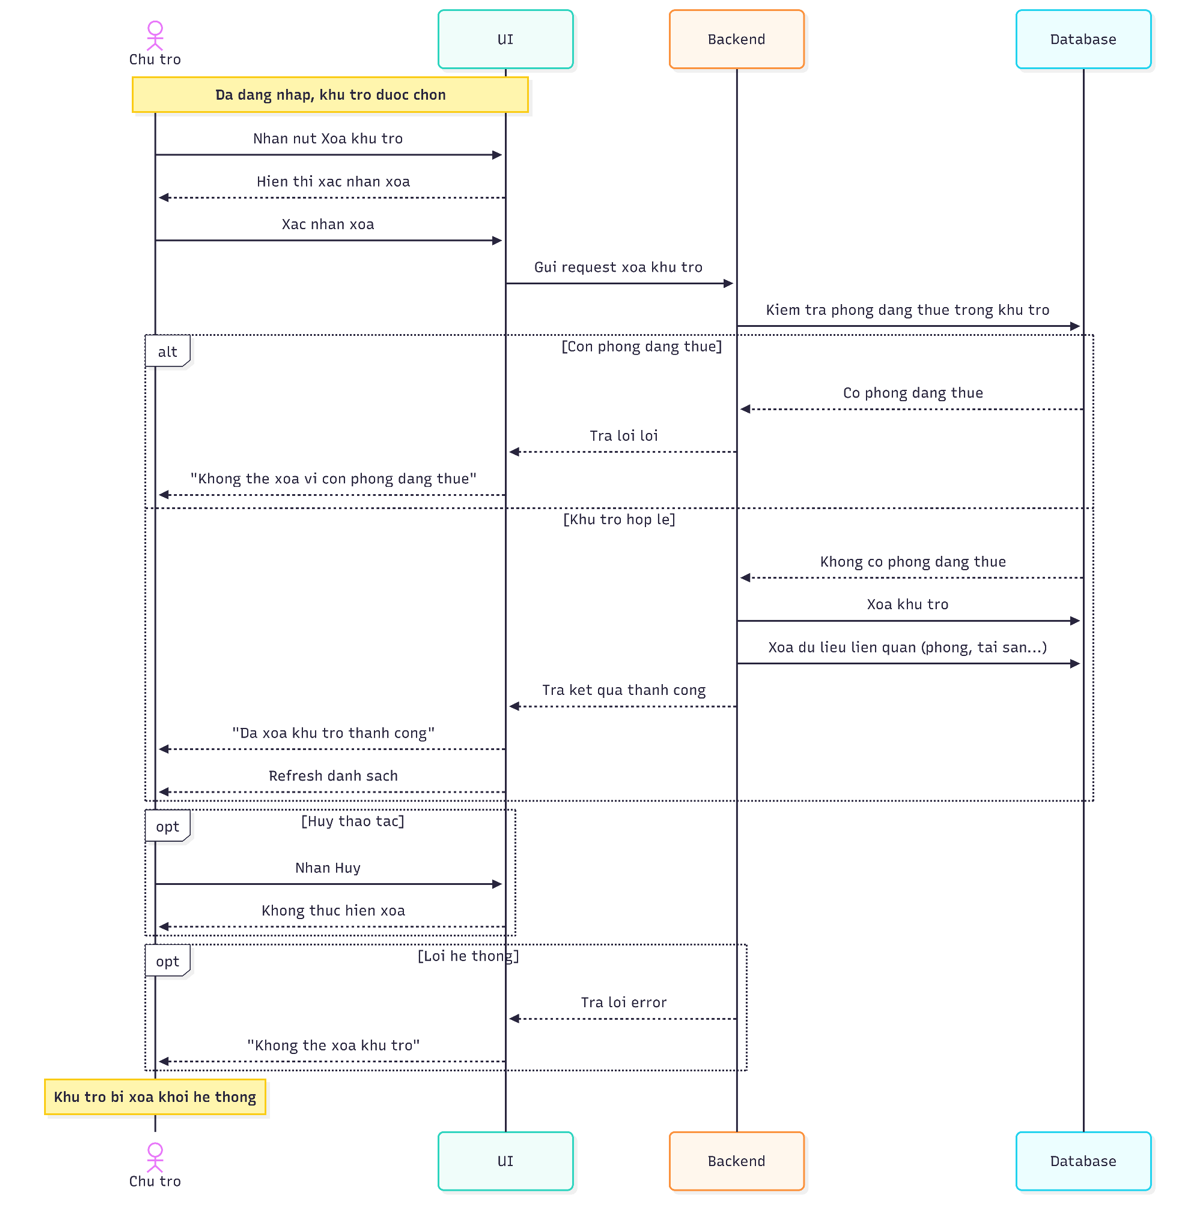 Chu tro
UI
Backend
Database
Da dang nhap, khu tro duoc chon
Nhan nut Xoa khu tro
Hien thi xac nhan xoa
Xac nhan xoa
Gui request xoa khu tro
Kiem tra phong dang thue trong khu tro
alt
[Con phong dang thue]
Co phong dang thue
Tra loi loi
"Khong the xoa vi con phong dang thue"
[Khu tro hop le]
Khong co phong dang thue
Xoa khu tro
Xoa du lieu lien quan (phong, tai san...)
Tra ket qua thanh cong
"Da xoa khu tro thanh cong"
Refresh danh sach
opt
[Huy thao tac]
Nhan Huy
Khong thuc hien xoa
opt
[Loi he thong]
Tra loi error
"Khong the xoa khu tro"
Khu tro bi xoa khoi he thong
Chu tro
UI
Backend
Database